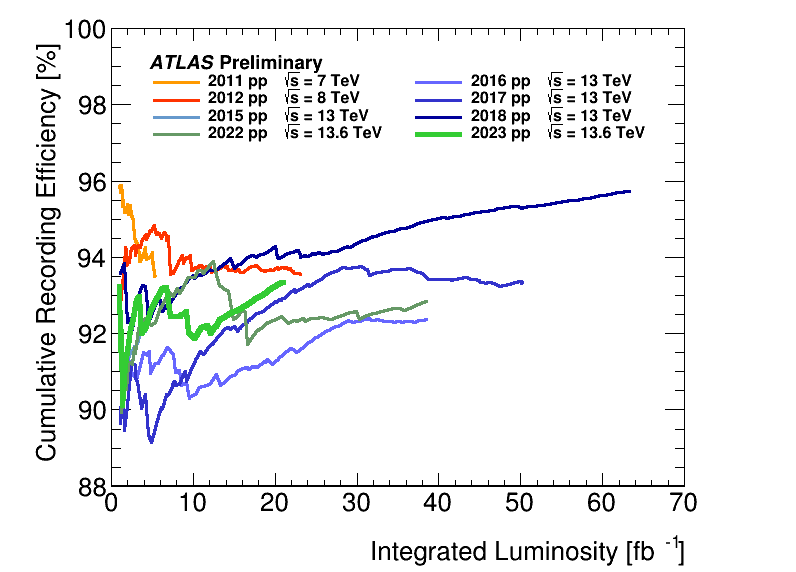 100
98
96
94
92
90
88
Cumulative Recording Efficiency [%]
ATLAS Preliminary
2011 pp √s = 7 TeV
2012 pp √s = 8 TeV
2015 pp √s = 13 TeV
2022 pp √s = 13.6 TeV
2016 pp √s = 13 TeV
2017 pp √s = 13 TeV
2018 pp √s = 13 TeV
2023 pp √s = 13.6 TeV
0 10 20 30 40 50 60 70
Integrated Luminosity [fb⁻¹]